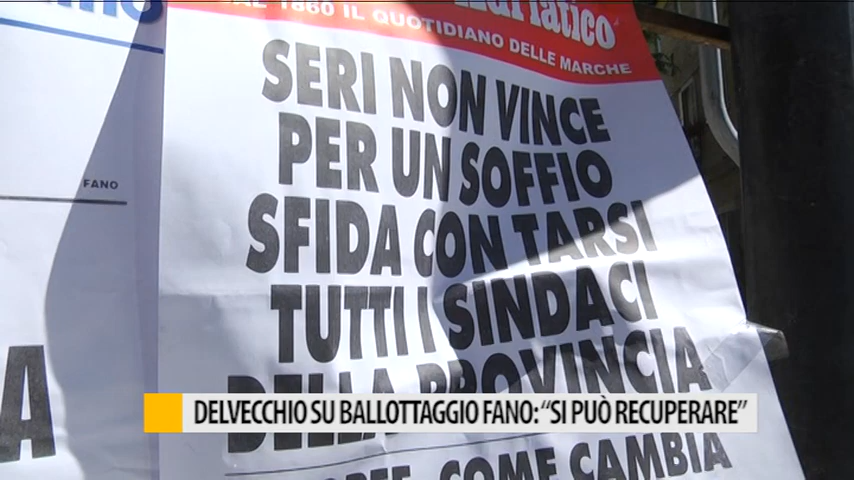 Adriatico
DAL 1860 IL QUOTIDIANO DELLE MARCHE
SERI NON VINCE
PER UN SOFFIO
SFIDA CON TARSI
TUTTI I SINDACI
DELLA PROVINCIA
COME CAMBIA
FANO
DELVECCHIO SU BALLOTTAGGIO FANO: “SI PUÒ RECUPERARE”